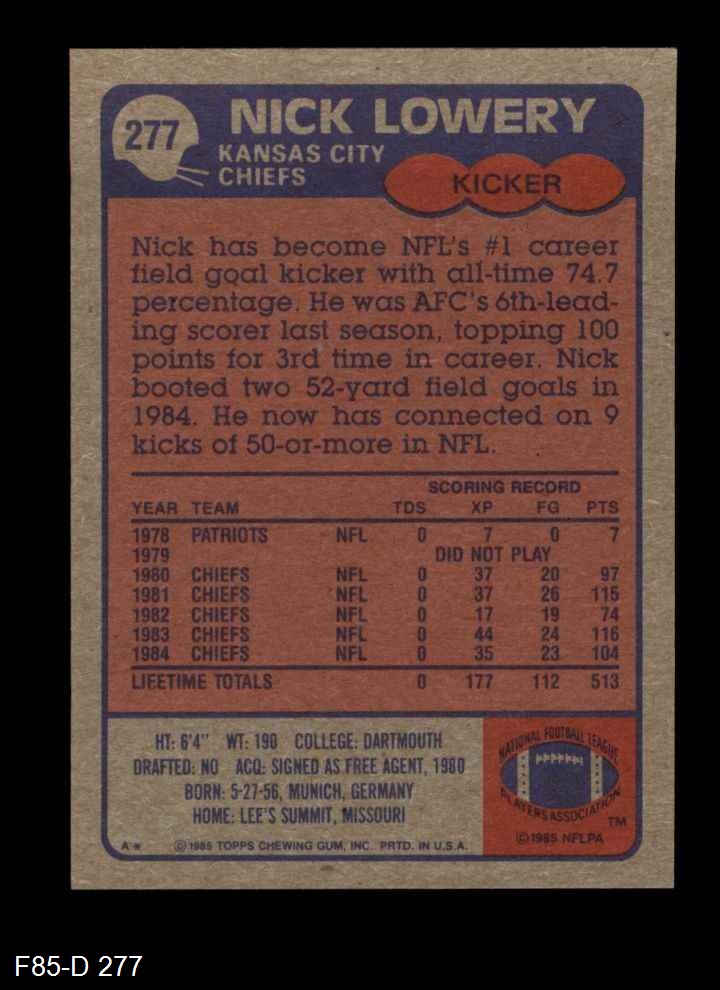 277
NICK LOWERY
KANSAS CITY
CHIEFS
KICKER
Nick has become NFL's #1 career
field goal kicker with all-time 74.7
percentage. He was AFC's 6th-lead-
ing scorer last season, topping 100
points for 3rd time in career. Nick
booted two 52-yard field goals in
1984. He now has connected on 9
kicks of 50-or-more in NFL.
SCORING RECORD
YEAR TEAM TDS XP FG PTS
1978 PATRIOTS NFL 0 7 0 7
1979 DID NOT PLAY
1980 CHIEFS NFL 0 37 20 97
1981 CHIEFS NFL 0 37 26 115
1982 CHIEFS NFL 0 17 19 74
1983 CHIEFS NFL 0 44 24 116
1984 CHIEFS NFL 0 35 23 104
LIFETIME TOTALS 0 177 112 513
HT: 6'4" WT: 190 COLLEGE: DARTMOUTH
DRAFTED: NO ACQ: SIGNED AS FREE AGENT, 1980
BORN: 5-27-56, MUNICH, GERMANY
HOME: LEE'S SUMMIT, MISSOURI
A* © 1985 TOPPS CHEWING GUM, INC. PRTD. IN U.S.A.
NATIONAL FOOTBALL LEAGUE
PLAYERS ASSOCIATION
TM
© 1985 NFLPA
F85-D 277